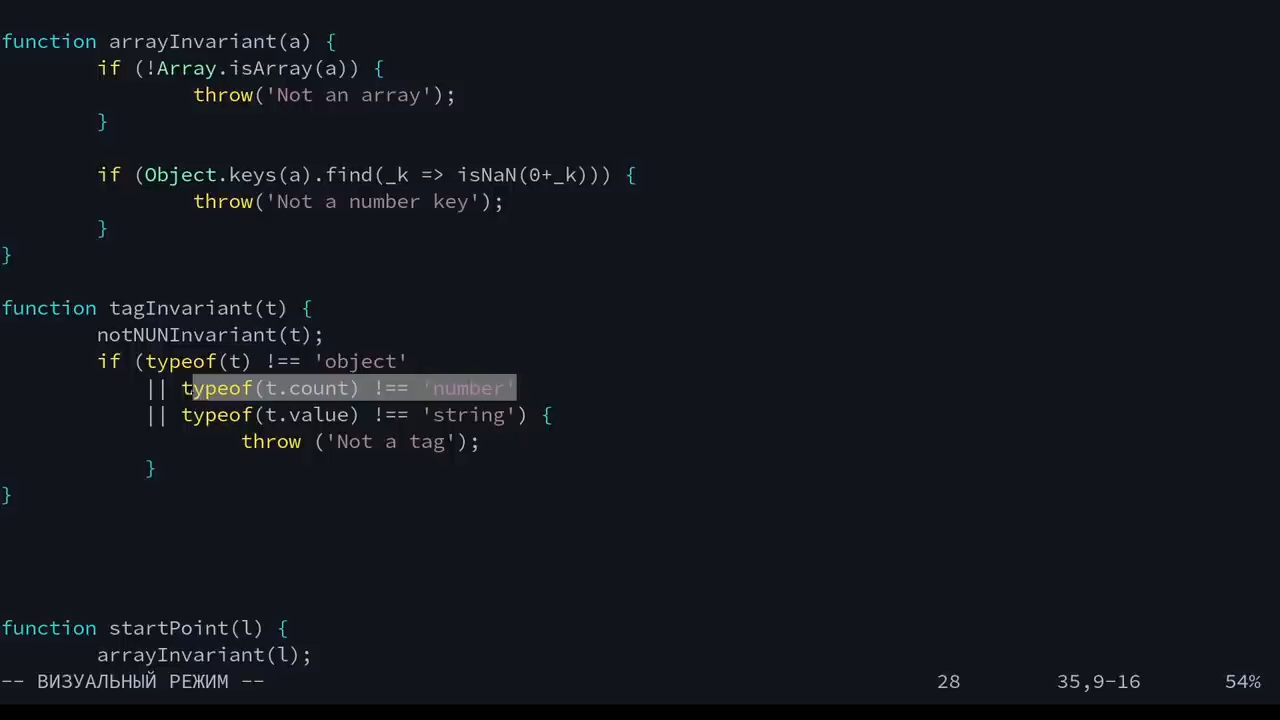 function arrayInvariant(a) {
if (!Array.isArray(a)) {
throw('Not an array');
}
if (Object.keys(a).find(_k => isNaN(0+_k))) {
throw('Not a number key');
}
}
function tagInvariant(t) {
notNUNInvariant(t);
if (typeof(t) !== 'object'
|| typeof(t.count) !== 'number'
|| typeof(t.value) !== 'string') {
throw ('Not a tag');
}
}
function startPoint(l) {
arrayInvariant(l);
-- ВИЗУАЛЬНЫЙ РЕЖИМ -- 28 35,9-16 54%